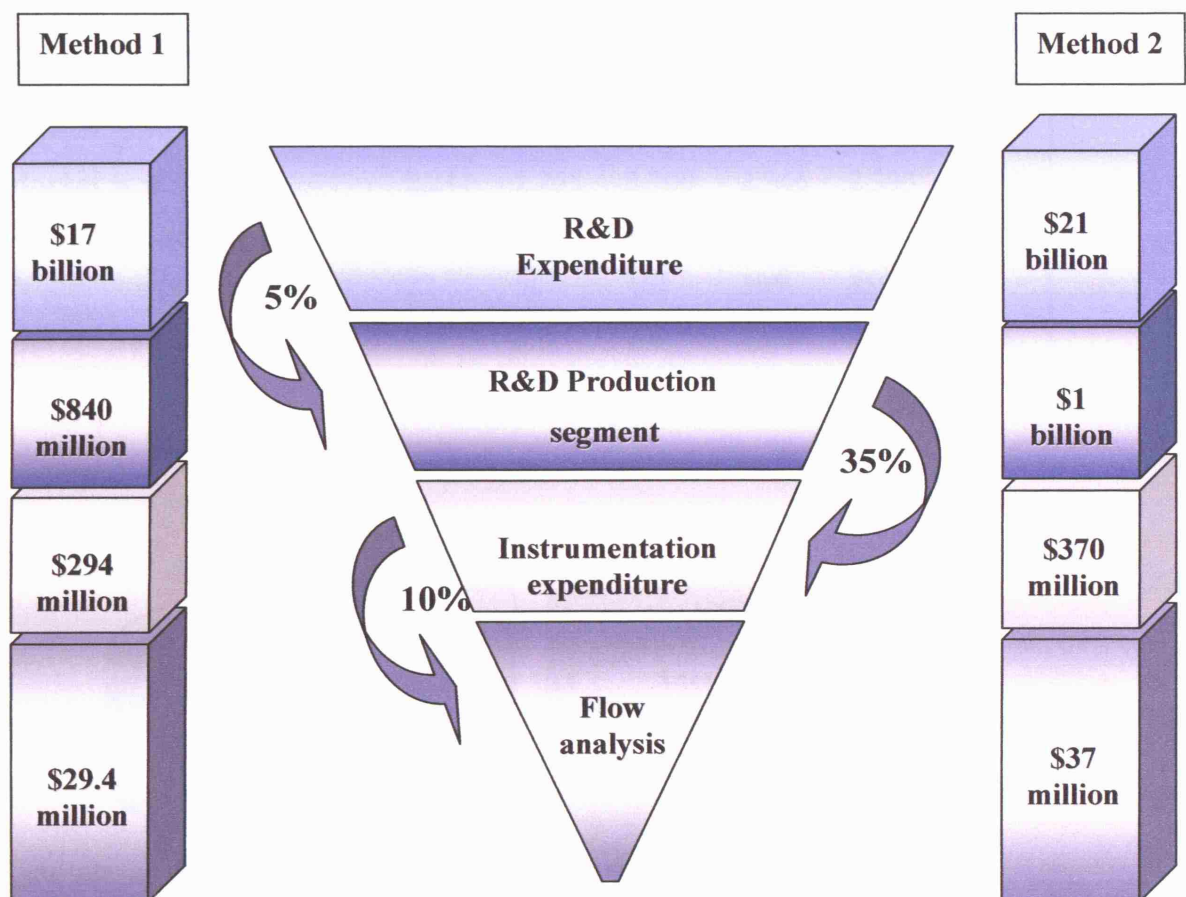 Method 1
Method 2
$17
billion
$840
million
$294
million
$29.4
million
5%
10%
R&D
Expenditure
R&D Production
segment
Instrumentation
expenditure
Flow
analysis
35%
$21
billion
$1
billion
$370
million
$37
million